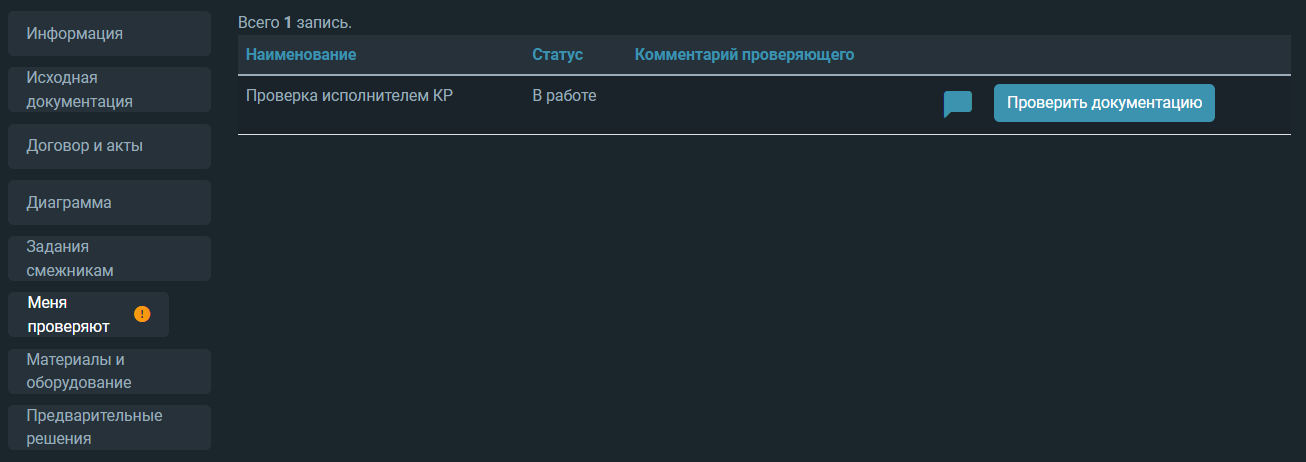 Информация
Исходная
документация
Договор и акты
Диаграмма
Задания
смежникам
Меня
проверяют
Материалы и
оборудование
Предварительные
решения
Всего 1 запись.
Наименование Статус Комментарий проверяющего
Проверка исполнителем КР В работе Проверить документацию